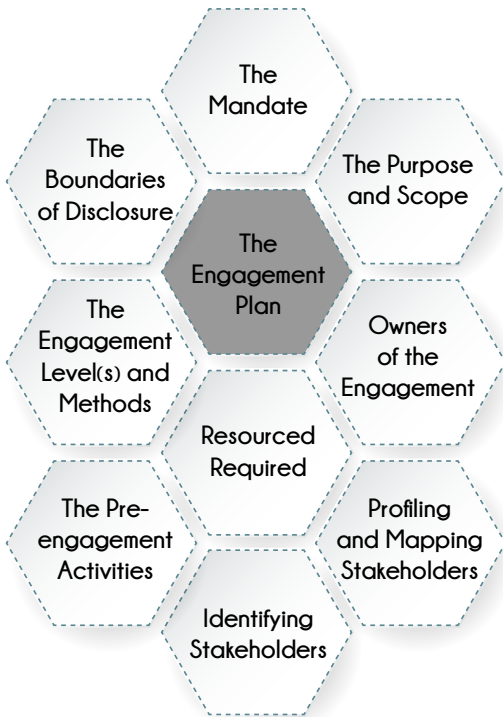 The
Mandate
The
Boundaries
of Disclosure
The Purpose
and Scope
The
Engagement
Plan
The
Engagement
Level(s) and
Methods
Owners
of the
Engagement
Resourced
Required
The Pre-
engagement
Activities
Profiling
and Mapping
Stakeholders
Identifying
Stakeholders